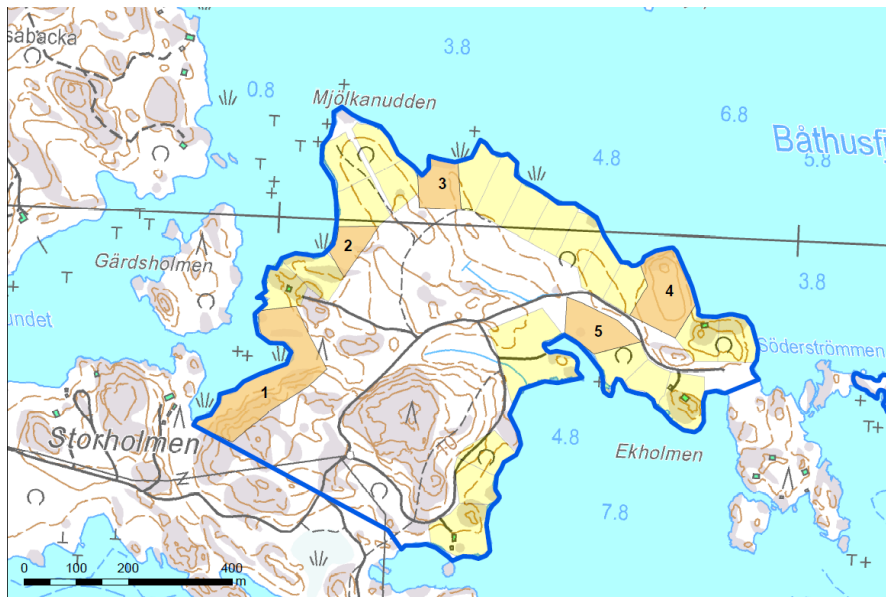 sabacka
3.8
0.8
Mjölkanudden
6.8
Båthusfj
4.8
5.8
3
2
Gärdsholmen
3.8
4
undet
5
Söderströmmen
1
Storholmen
4.8
Ekholmen
7.8
0 100 200 400
m